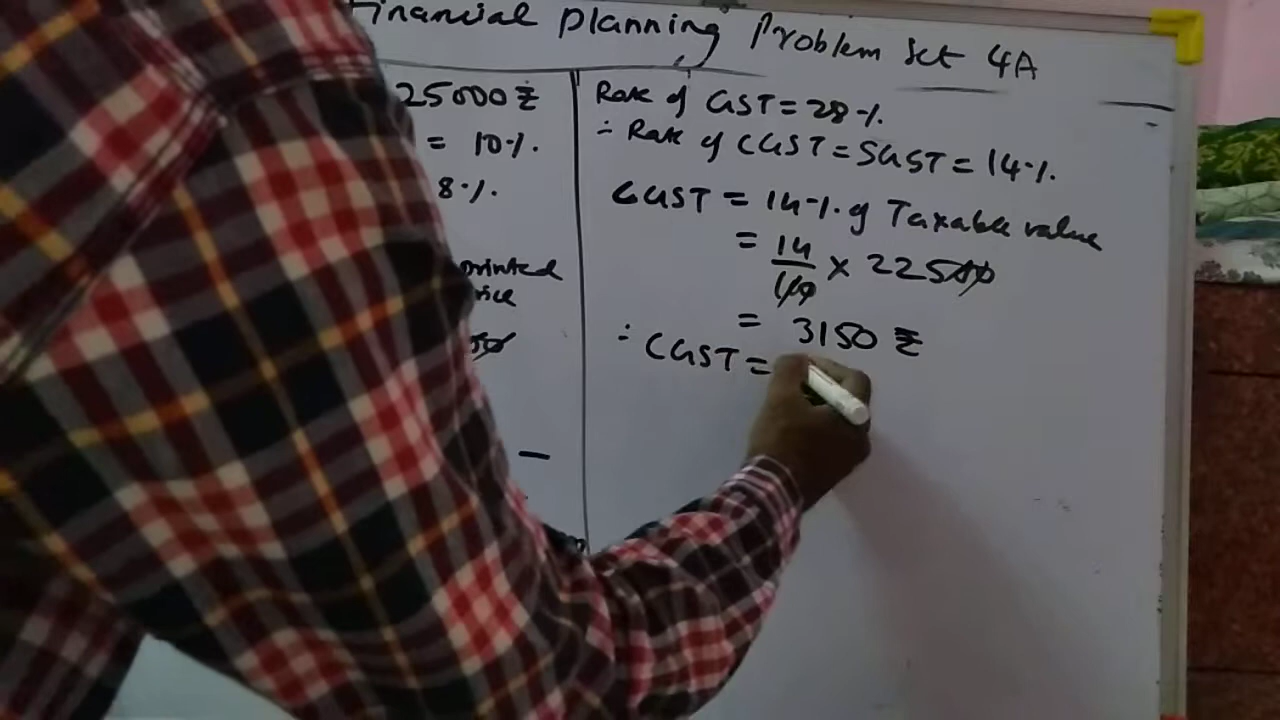 Financial Planning Problem Set 4A
25000 ₹
= 10%.
8%.
printed
₹
Rate of GST = 28%.
∴ Rate of CGST = SGST = 14%.
CGST = 14%. of Taxable value
= 14/100 × 22500
= 3150 ₹
∴ CGST =